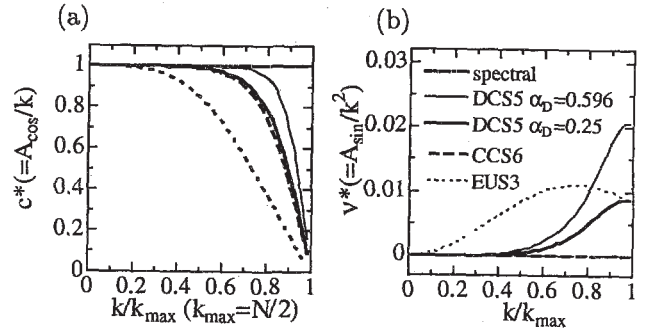 (a)
(b)
c*(=A_cos/k)
1
0.8
0.6
0.4
0.2
0
0 0.2 0.4 0.6 0.8 1
k/k_max (k_max=N/2)
ν*(=A_sin/k²)
0.03
0.02
0.01
0
spectral
DCS5 α_D=0.596
DCS5 α_D=0.25
CCS6
EUS3
0 0.2 0.4 0.6 0.8 1
k/k_max